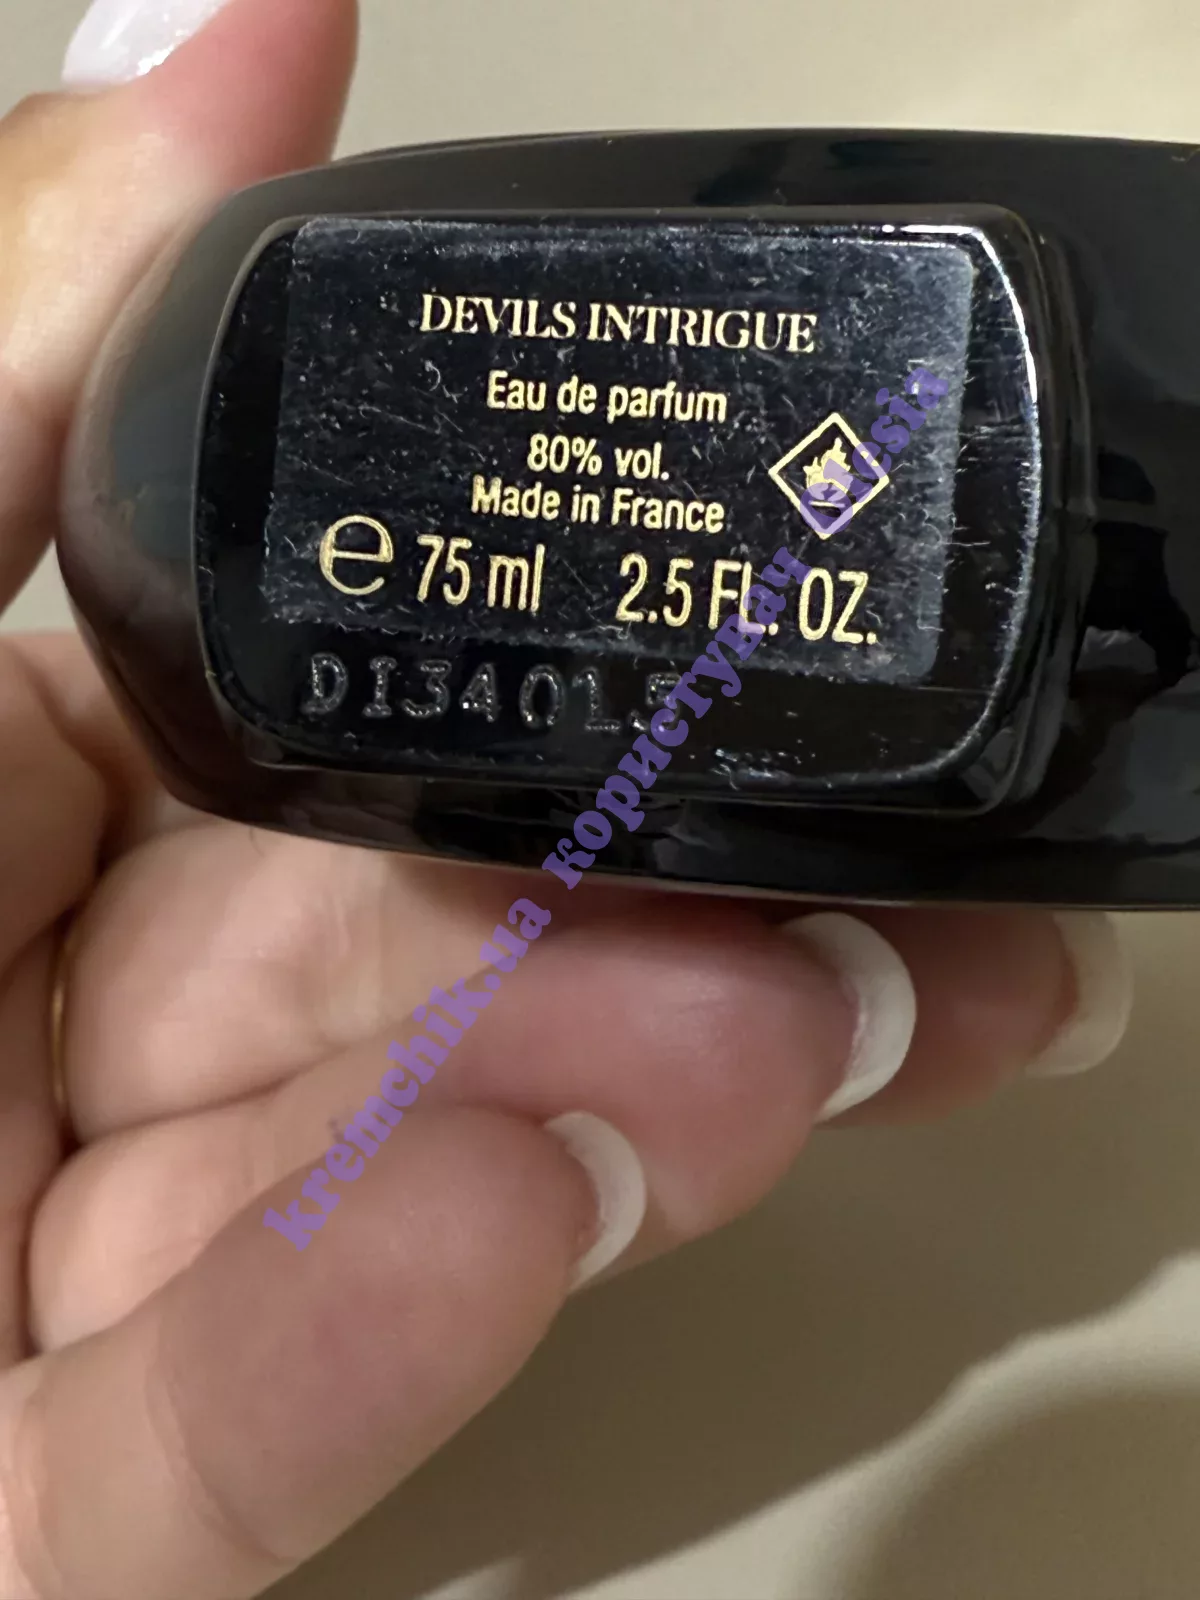 DEVILS INTRIGUE
Eau de parfum
80% vol.
Made in France
e 75 ml 2.5 FL. OZ.
DI34015
kremchik.ua користувач Olesia